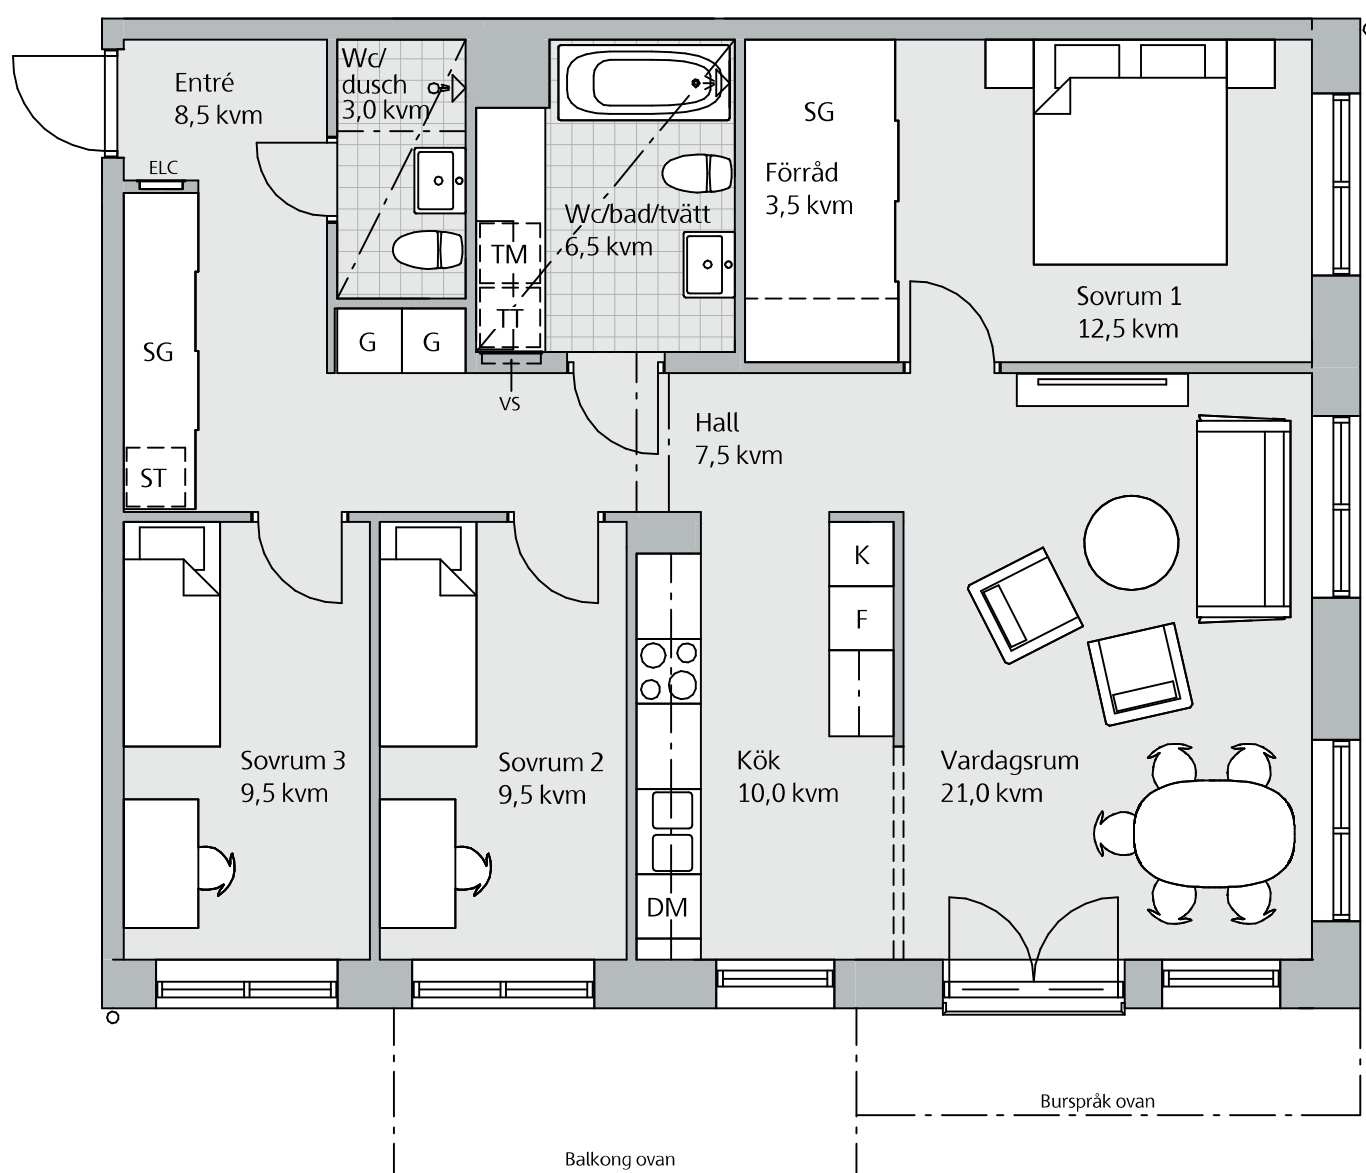 Entré
8,5 kvm
Wc/
dusch
3,0 kvm
ELC
SG
ST
G
G
Wc/bad/tvätt
6,5 kvm
TM
TT
VS
SG
Förråd
3,5 kvm
Sovrum 1
12,5 kvm
Hall
7,5 kvm
K
F
Sovrum 3
9,5 kvm
Sovrum 2
9,5 kvm
Kök
10,0 kvm
Vardagsrum
21,0 kvm
DM
Burspråk ovan
Balkong ovan